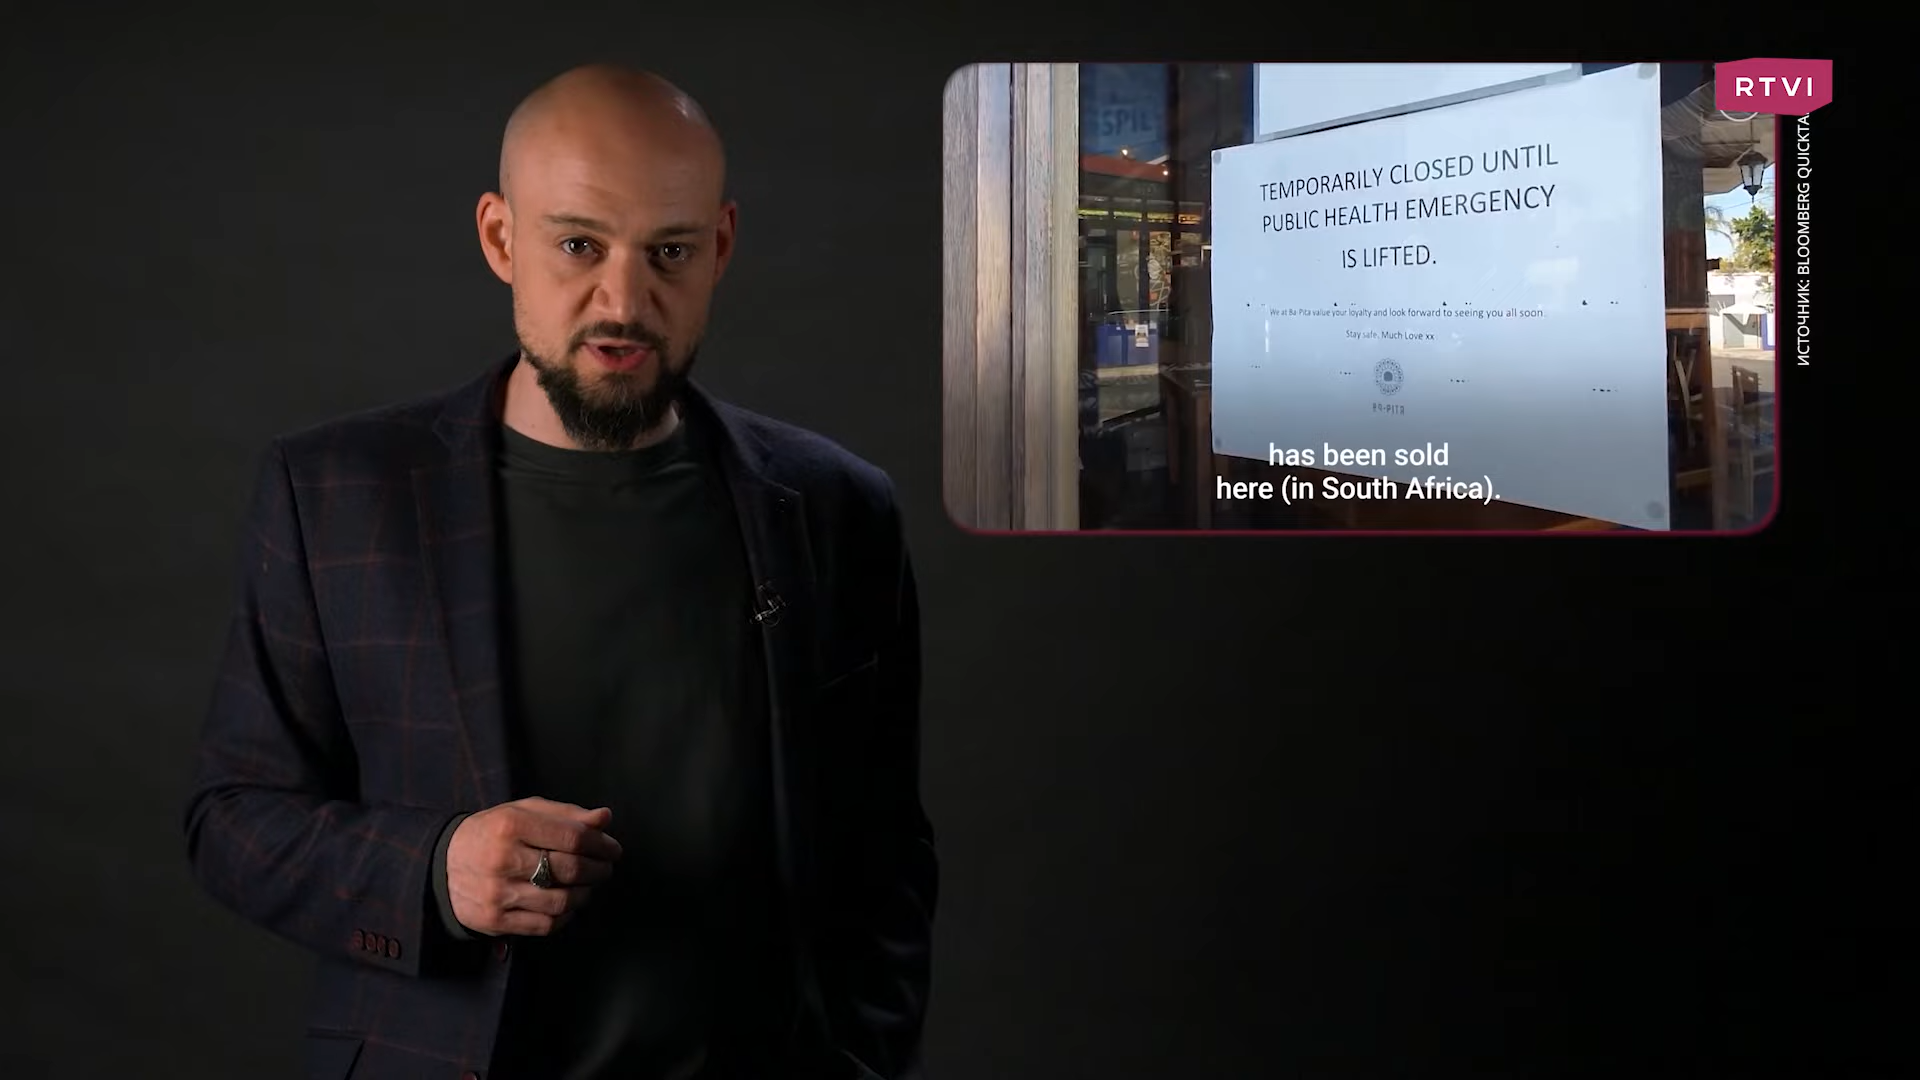 RTVI
ИСТОЧНИК: BLOOMBERG QUICKTA
TEMPORARILY CLOSED UNTIL
PUBLIC HEALTH EMERGENCY
IS LIFTED.
We at Ba-Pita value your loyalty and look forward to seeing you all soon.
Stay safe. Much Love xx
BA-PITA
has been sold
here (in South Africa).